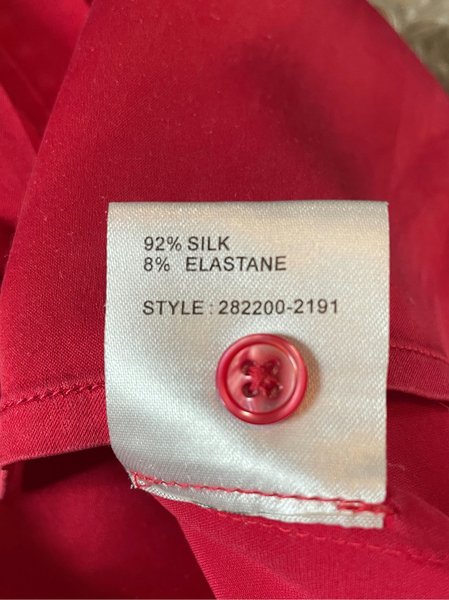 92% SILK
8% ELASTANE
STYLE : 282200-2191